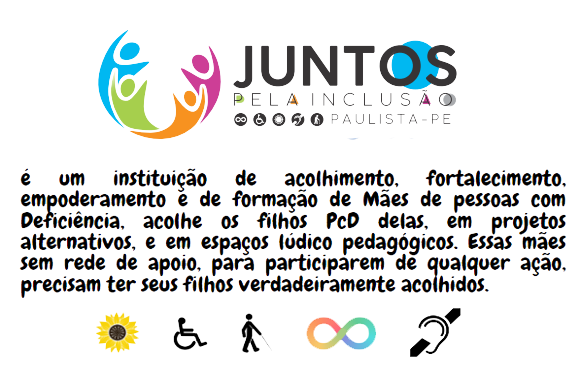 JUNTOS
PELA INCLUSÃO
PAULISTA-PE
é um instituição de acolhimento, fortalecimento,
empoderamento é de formação de Mães de pessoas com
Deficiência, acolhe os filhos PcD delas, em projetos
alternativos, e em espaços lúdico pedagógicos. Essas mães
sem rede de apoio, para participarem de qualquer ação,
precisam ter seus filhos verdadeiramente acolhidos.